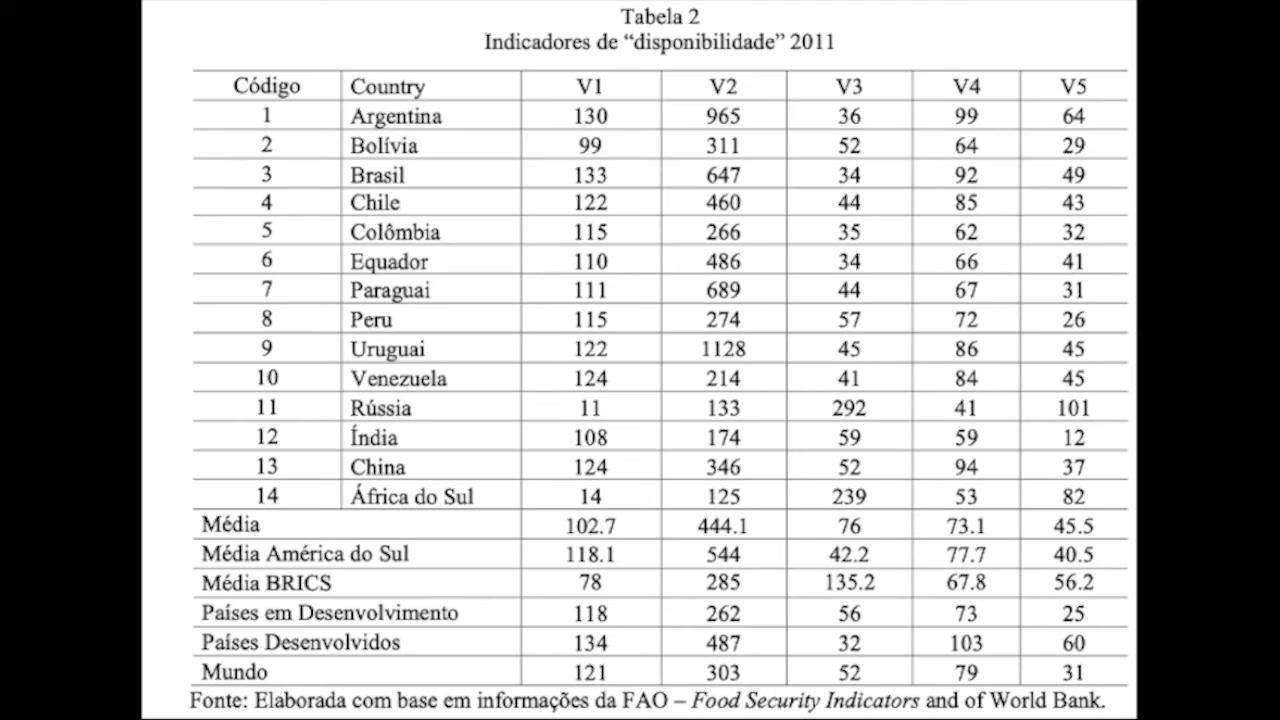 Tabela 2
Indicadores de “disponibilidade” 2011
Código Country V1 V2 V3 V4 V5
1 Argentina 130 965 36 99 64
2 Bolívia 99 311 52 64 29
3 Brasil 133 647 34 92 49
4 Chile 122 460 44 85 43
5 Colômbia 115 266 35 62 32
6 Equador 110 486 34 66 41
7 Paraguai 111 689 44 67 31
8 Peru 115 274 57 72 26
9 Uruguai 122 1128 45 86 45
10 Venezuela 124 214 41 84 45
11 Rússia 11 133 292 41 101
12 Índia 108 174 59 59 12
13 China 124 346 52 94 37
14 África do Sul 14 125 239 53 82
Média 102.7 444.1 76 73.1 45.5
Média América do Sul 118.1 544 42.2 77.7 40.5
Média BRICS 78 285 135.2 67.8 56.2
Países em Desenvolvimento 118 262 56 73 25
Países Desenvolvidos 134 487 32 103 60
Mundo 121 303 52 79 31
Fonte: Elaborada com base em informações da FAO – Food Security Indicators and of World Bank.